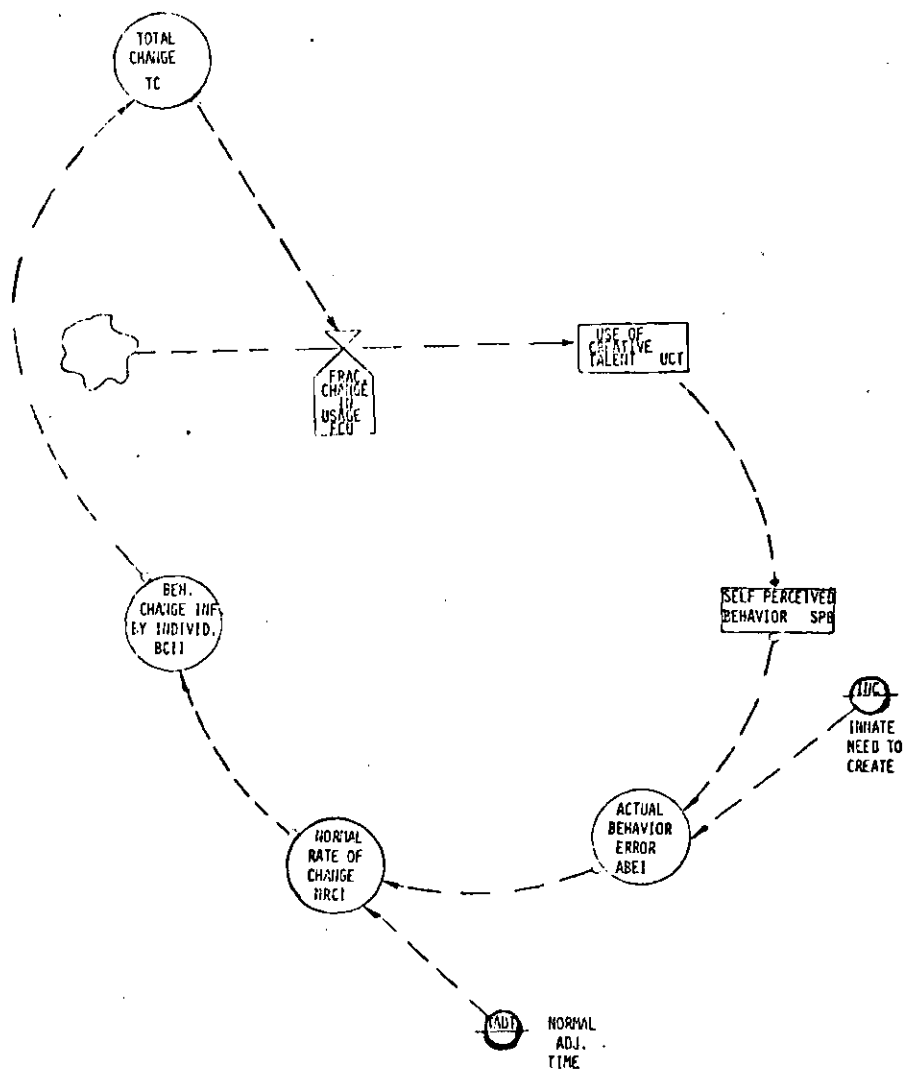 TOTAL
CHANGE
TC
USE OF
CREATIVE
TALENT UCT
FRAC.
CHANGE
IN
USAGE
FCU
BEH.
CHANGE INF
BY INDIVID.
BCII
SELF PERCEIVED
BEHAVIOR SPB
INC
INNATE
NEED TO
CREATE
ACTUAL
BEHAVIOR
ERROR
ABEI
NORMAL
RATE OF
CHANGE
NRCI
NORMAL
ADJ.
TIME